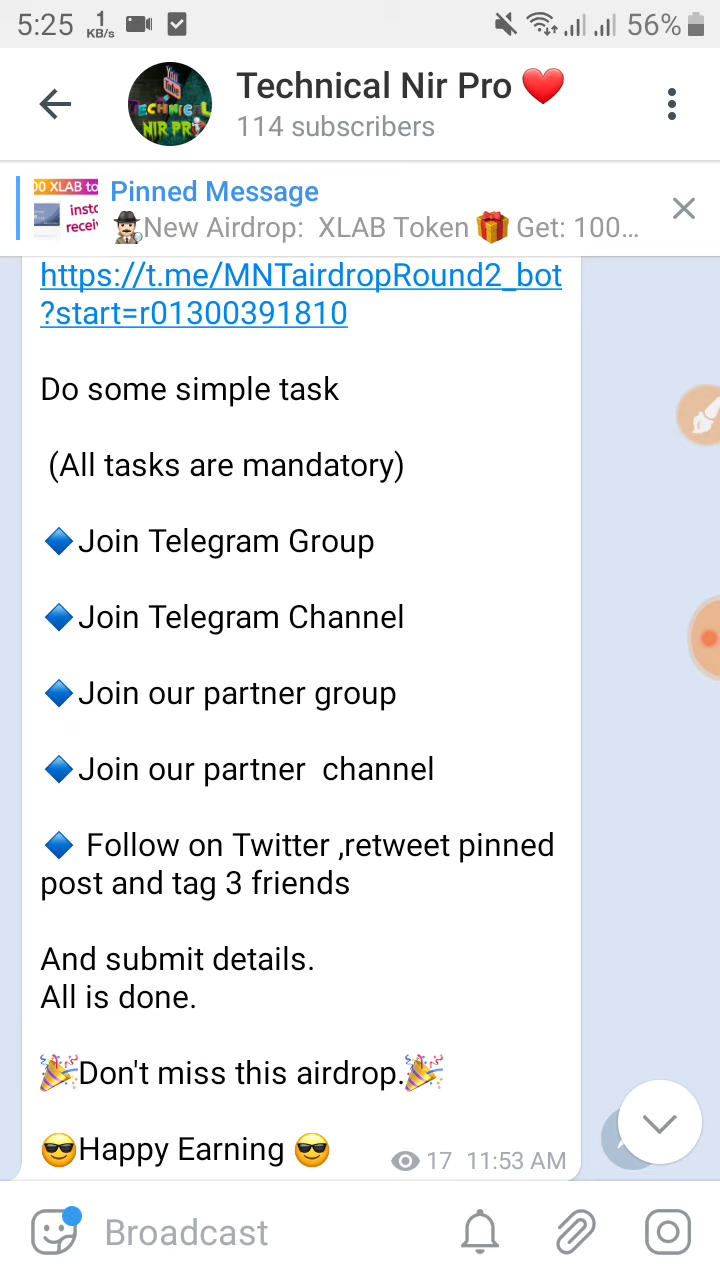 5:25 1 KB/s 56%
Technical Nir Pro ❤️
114 subscribers
Pinned Message
🕵🏻‍♂️New Airdrop:  XLAB Token 🎁 Get: 100…
https://t.me/MNTairdropRound2_bot
?start=r01300391810
Do some simple task
(All tasks are mandatory)
🔷Join Telegram Group
🔷Join Telegram Channel
🔷Join our partner group
🔷Join our partner  channel
🔷 Follow on Twitter ,retweet pinned
post and tag 3 friends
And submit details.
All is done.
🎉Don't miss this airdrop.🎉
😎Happy Earning 😎
17 11:53 AM
Broadcast